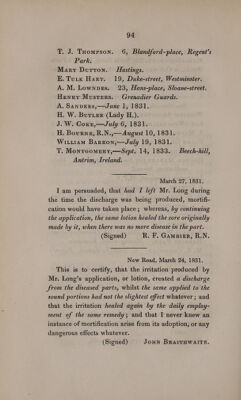 94
T. J. Thompson. 6, Blandford-place, Regent's
Park.
Mary Dutton. Hastings.
E. Tulk Hart. 19, Duke-street, Westminster.
A. M. Lowndes. 23, Hans-place, Sloane-street.
Henry Musters. Grenadier Guards.
A. Sanders,—June 1, 1831.
H. W. Butler (Lady H.).
J. W. Coke,—July 6, 1831.
H. Bourne, R.N.,—August 10, 1831.
William Barron,—July 19, 1831.
T. Montgomery,—Sept. 14, 1833. Beech-hill,
Antrim, Ireland.
March 27, 1831.
I am persuaded, that had I left Mr. Long during
the time the discharge was being produced, mortifi-
cation would have taken place; whereas, by continuing
the application, the same lotion healed the sore originally
made by it, when there was no more disease in the part.
(Signed) R. F. Gambier, R.N.
New Road, March 24, 1831.
This is to certify, that the irritation produced by
Mr. Long's application, or lotion, created a discharge
from the diseased parts, whilst the same applied to the
sound portions had not the slightest effect whatever; and
that the irritation healed again by the daily employ-
ment of the same remedy; and that I never knew an
instance of mortification arise from its adoption, or any
dangerous effects whatever.
(Signed) John Braithwaite.